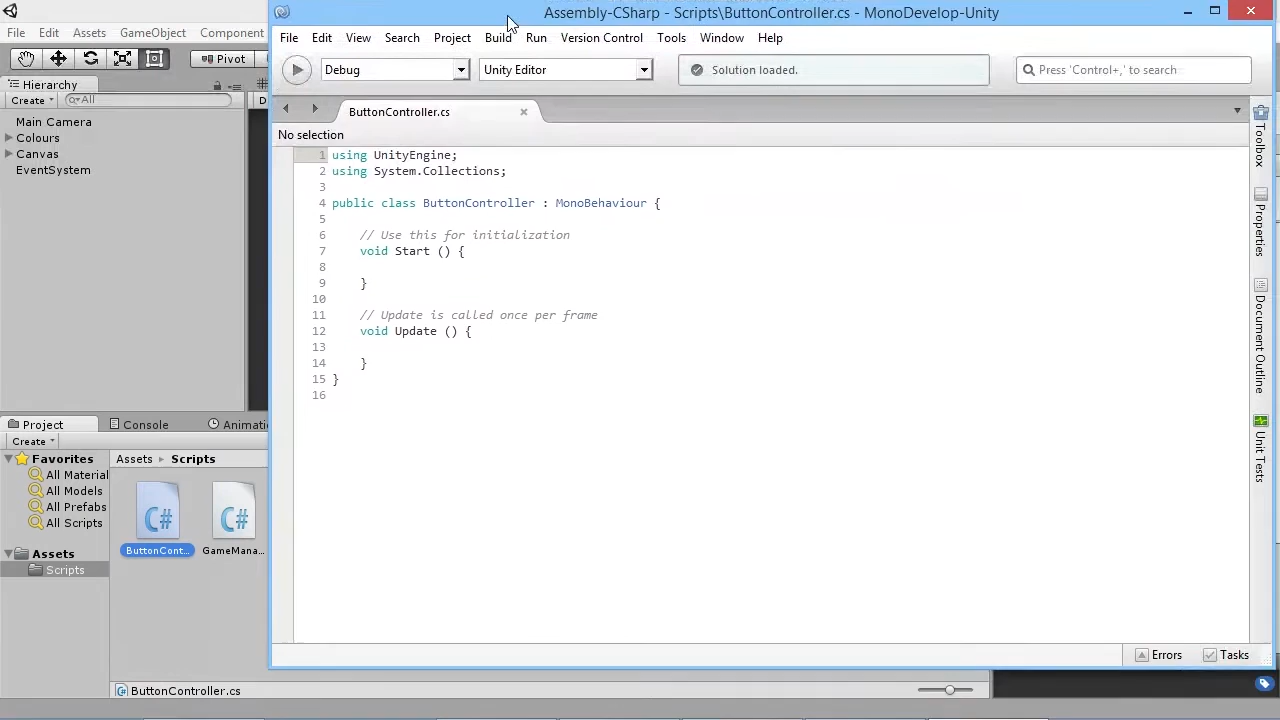 Assembly-CSharp - Scripts\ButtonController.cs - MonoDevelop-Unity
File Edit Assets GameObject Component
File Edit View Search Project Build Run Version Control Tools Window Help
Pivot
Debug
Unity Editor
Solution loaded.
Press 'Control+,' to search
Hierarchy
Create
All
D
Main Camera
Colours
Canvas
EventSystem
ButtonController.cs
No selection
1 using UnityEngine;
2 using System.Collections;
3
4 public class ButtonController : MonoBehaviour {
5
6 // Use this for initialization
7 void Start () {
8
9 }
10
11 // Update is called once per frame
12 void Update () {
13
14 }
15 }
16
Toolbox
Properties
Document Outline
Unit Tests
Project Console Animati
Create
Favorites
All Material
All Models
All Prefabs
All Scripts
Assets
Scripts
Assets Scripts
C#
C#
ButtonCont...
GameMana...
C# ButtonController.cs
Errors
Tasks